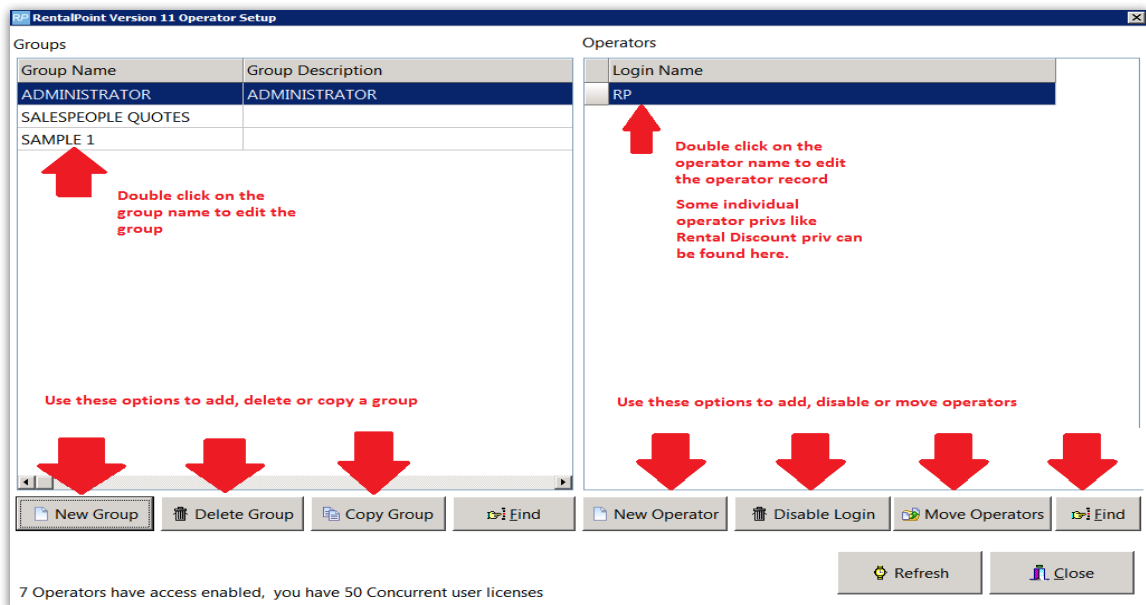 RP RentalPoint Version 11 Operator Setup
Groups
Operators
Group Name Group Description
Login Name
ADMINISTRATOR ADMINISTRATOR
RP
SALESPEOPLE QUOTES
SAMPLE 1
Double click on the
group name to edit the
group
Double click on the
operator name to edit
the operator record
Some individual
operator privs like
Rental Discount priv can
be found here.
Use these options to add, delete or copy a group
Use these options to add, disable or move operators
New Group Delete Group Copy Group Find
New Operator Disable Login Move Operators Find
Refresh Close
7 Operators have access enabled, you have 50 Concurrent user licenses